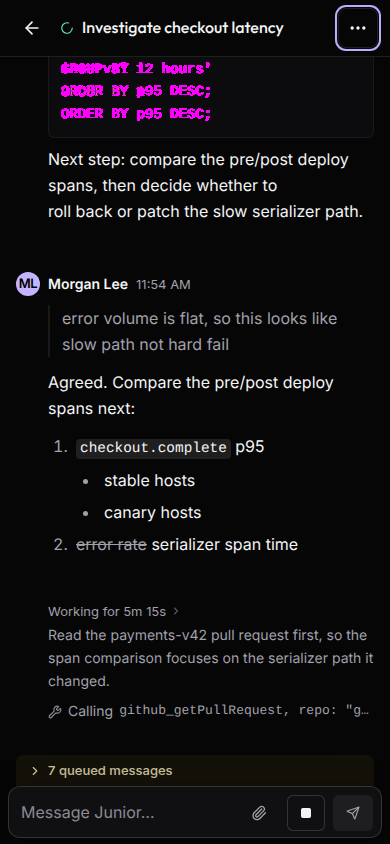 Investigate checkout latency
BY 12 hours'
ORDER BY p95 DESC;
ORDER BY p95 DESC;
Next step: compare the pre/post deploy
spans, then decide whether to
roll back or patch the slow serializer path.
ML Morgan Lee 11:54 AM
error volume is flat, so this looks like
slow path not hard fail
Agreed. Compare the pre/post deploy
spans next:
1. checkout.complete p95
• stable hosts
• canary hosts
2. error rate serializer span time
Working for 5m 15s
Read the payments-v42 pull request first, so the
span comparison focuses on the serializer path it
changed.
Calling github_getPullRequest, repo: "g…
7 queued messages
Message Junior...